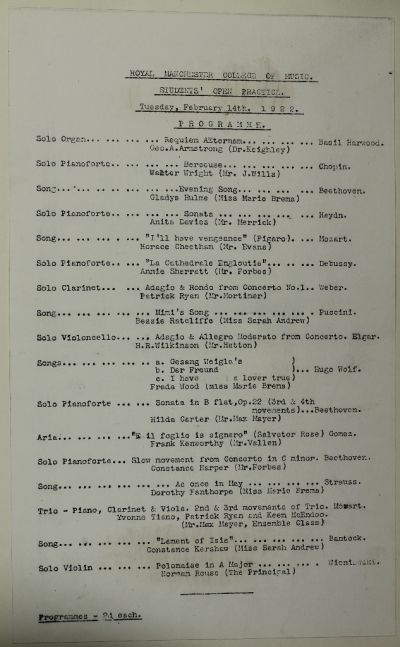 ROYAL MANCHESTER COLLEGE OF MUSIC.
STUDENTS' OPEN PRACTICE.
Tuesday, February 14th. 1922.
PROGRAMME.
Solo Organ... ... ... ... Requien Æternam... ... ... ... Basil Harwood.
Geo.A.Armstrong (Dr.Keighley)
Solo Pianoforte.. ... ... ... Berceuse... ... ... ... ... Chopin.
Walter Wright (Mr. J.Wills)
Song... ... ... ... ...Evening Song... ... ... ... Beethoven.
Gladys Hulme (Miss Marie Brema)
Solo Pianoforte ... ... ... Sonata ... ... ... ... ... Haydn.
Anita Davies (Mr. Merrick)
Song... ... ... ... ... "I'll have vengeance" (Figaro). ... Mozart.
Horace Cheetham (Mr. Evans)
Solo Pianoforte.. ... ... "La Cathedrale Engloutie"... ... .. Debussy.
Annie Sherratt (Mr. Forbes)
Solo Clarinet... ... Adagio & Rondo from Concerto No.1.. Weber.
Patrick Ryan (Mr.Mortimer)
Song... ... ... ... ... Mimi's Song ... ... ... ... . Puccini.
Bessie Ratcliffe (Miss Sarah Andrew)
Solo Violoncello... ... Adagio & Allegro Moderato from Concerto. Elgar.
H.R.Wilkinson (Mr.Hatton)
Songs... ... ... ... ... a. Gesang Weigla's )
b. Der Freund )... Hugo Wolf.
c. I have a lover true)
Freda Wood (Miss Marie Brema)
Solo Pianoforte ... ... Sonata in B flat,Op.22 (3rd & 4th
movements)...Beethoven.
Hilda Carter (Mr.Max Mayer)
Aria... ... ... ..."E il foglio io signero" (Salvator Rose) Gomez.
Frank Kenworthy (Mr.Wallen)
Solo Pianoforte... Slow movement from Concerto in C minor. Beethoven.
Constance Harper (Mr.Forbes)
Song... ... ... ... ... As once in May ... ... ... ... Strauss.
Dorothy Fanthorpe (Miss Marie Brema)
Trio - Piano, Clarinet & Viola. 2nd & 3rd movements of Trio. Mozart.
Yvonne Tiano, Patrick Ryan and Keen
(Mr.Max Mayer, Ensemble Class)
Song... ... ... ... ... "Lament of Isis"... ... ... ... Bantock.
Constance Kershaw (Miss Sarah Andrew)
Solo Violin ... ... ... Polonaise in A Major ... ... ... . Wieniawski.
Norman Rouse (The Principal)
Programmes - 2d each.